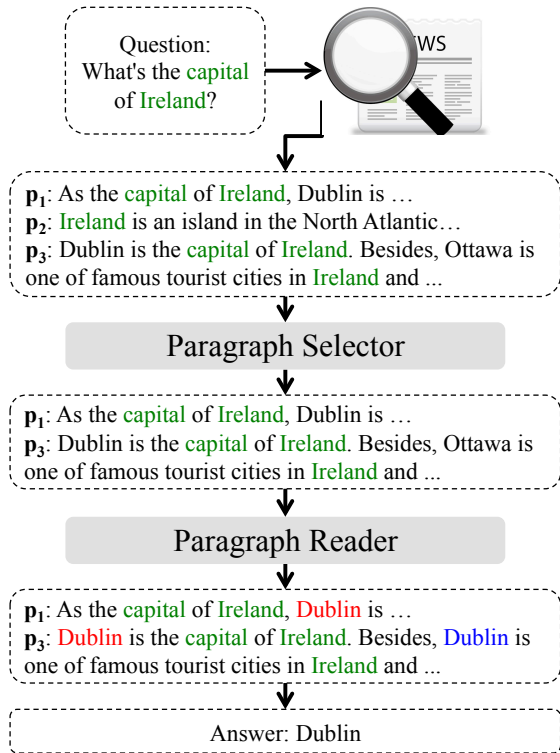 Question:
What's the capital
of Ireland?
WS
p1: As the capital of Ireland, Dublin is …
p2: Ireland is an island in the North Atlantic…
p3: Dublin is the capital of Ireland. Besides, Ottawa is
one of famous tourist cities in Ireland and ...
Paragraph Selector
p1: As the capital of Ireland, Dublin is …
p3: Dublin is the capital of Ireland. Besides, Ottawa is
one of famous tourist cities in Ireland and ...
Paragraph Reader
p1: As the capital of Ireland, Dublin is …
p3: Dublin is the capital of Ireland. Besides, Dublin is
one of famous tourist cities in Ireland and ...
Answer: Dublin